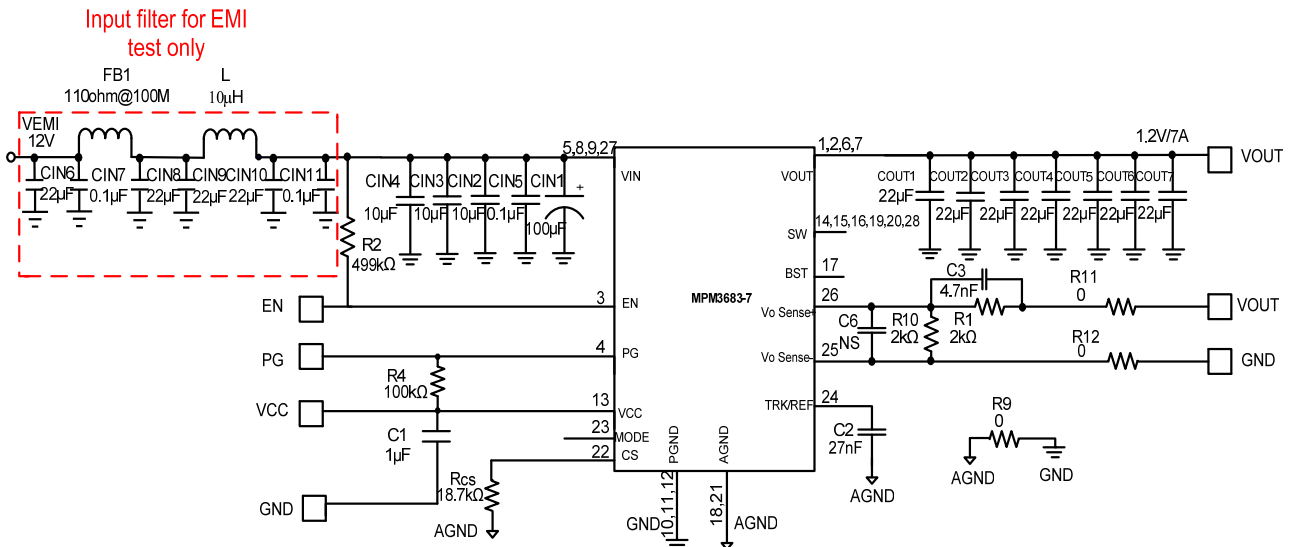 Input filter for EMI
test only
FB1
110ohm@100M
L
10µH
VEMI
12V
CIN6
22µF
CIN7
0.1µF
CIN8
22µF
CIN9
22µF
CIN10
22µF
CIN11
0.1µF
R2
499kΩ
CIN4
10µF
CIN3
10µF
CIN2
10µF
CIN5
0.1µF
CIN1
+
100µF
5,8,9,27
VIN
1,2,6,7
VOUT
1.2V/7A
VOUT
COUT1
22µF
COUT2
22µF
COUT3
22µF
COUT4
22µF
COUT5
22µF
COUT6
22µF
COUT7
22µF
14,15,16,19,20,28
SW
17
BST
MPM3683-7
EN
3
EN
26
Vo Sense+
C3
4.7nF
R11
0
VOUT
C6
NS
R10
2kΩ
R1
2kΩ
PG
4
PG
25
Vo Sense-
R12
0
GND
R4
100kΩ
VCC
13
VCC
24
TRK/REF
C2
27nF
AGND
R9
0
AGND
GND
C1
1µF
23
MODE
22
CS
Rcs
18.7kΩ
AGND
GND
PGND
10,11,12
GND
AGND
18,21
AGND